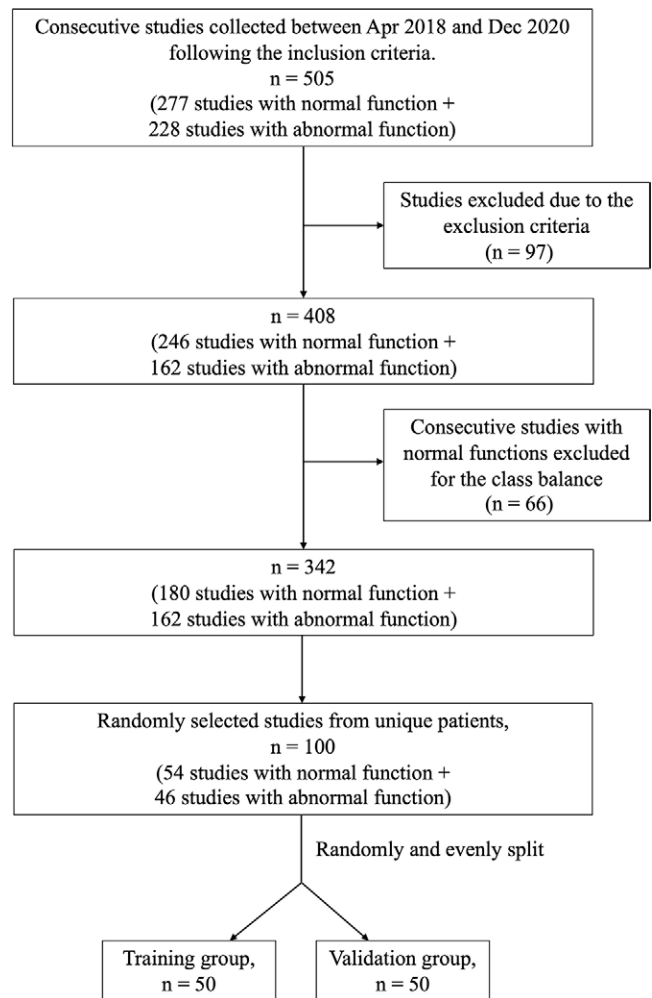 Consecutive studies collected between Apr 2018 and Dec 2020
following the inclusion criteria.
n = 505
(277 studies with normal function +
228 studies with abnormal function)
Studies excluded due to the
exclusion criteria
(n = 97)
n = 408
(246 studies with normal function +
162 studies with abnormal function)
Consecutive studies with
normal functions excluded
for the class balance
(n = 66)
n = 342
(180 studies with normal function +
162 studies with abnormal function)
Randomly selected studies from unique patients,
n = 100
(54 studies with normal function +
46 studies with abnormal function)
Randomly and evenly split
Training group,
n = 50
Validation group,
n = 50